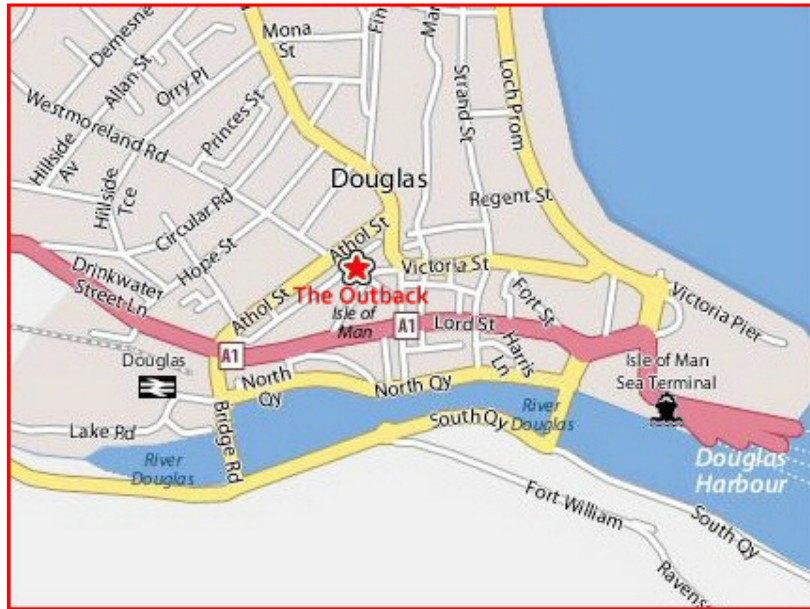 Demesne
Mona
St
Fin
Mar
Allan St
Orry Pl
Strand St
Loch Prom
Westmoreland Rd
Princes St
Hillside
Av
Hillside
Tce
Douglas
Regent St
Circular Rd
Athol St
Hope St
Drinkwater
Street Ln
Victoria St
Athol St
The Outback
Isle of
Man
A1
Lord St
Fort St
Victoria Pier
A1
Harris
Ln
Douglas
Isle of Man
Sea Terminal
North
Qy
North Qy
Bridge Rd
South Qy
River
Douglas
Lake Rd
River
Douglas
Douglas
Harbour
Fort William
South Qy
Ravens